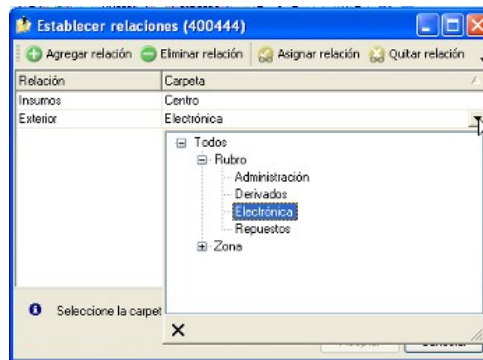 Establecer relaciones (400444)
Agregar relación Eliminar relación Asignar relación Quitar relación
Relación Carpeta
Insumos Centro
Exterior Electrónica
Todos
Rubro
Administración
Derivados
Electrónica
Repuestos
Zona
Seleccione la carpet